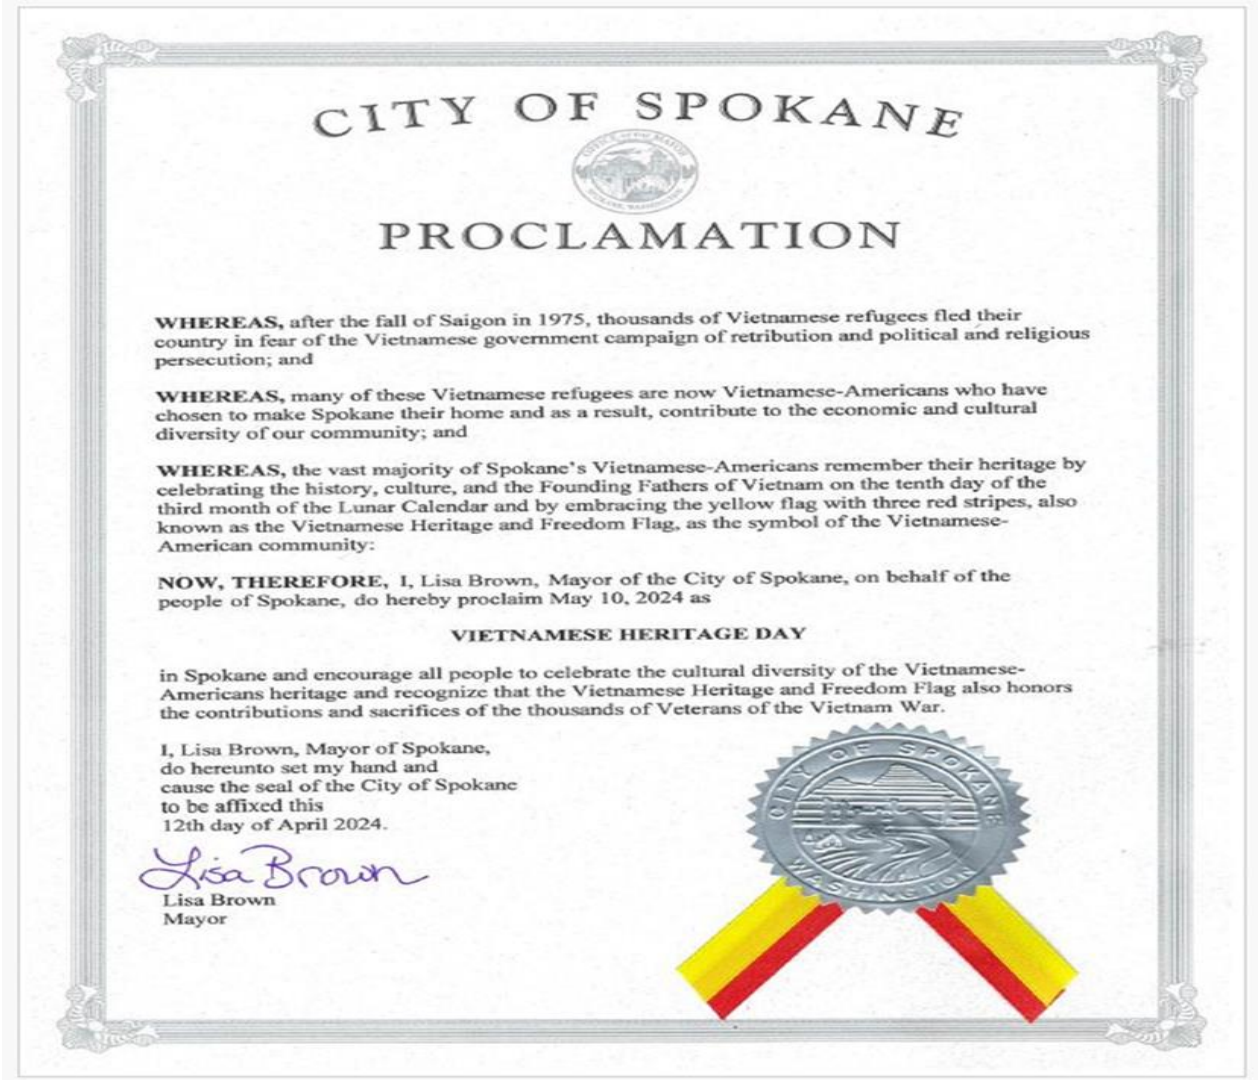 CITY OF SPOKANE
OFFICE OF THE MAYOR
SPOKANE, WASHINGTON
PROCLAMATION
WHEREAS, after the fall of Saigon in 1975, thousands of Vietnamese refugees fled their
country in fear of the Vietnamese government campaign of retribution and political and religious
persecution; and
WHEREAS, many of these Vietnamese refugees are now Vietnamese-Americans who have
chosen to make Spokane their home and as a result, contribute to the economic and cultural
diversity of our community; and
WHEREAS, the vast majority of Spokane's Vietnamese-Americans remember their heritage by
celebrating the history, culture, and the Founding Fathers of Vietnam on the tenth day of the
third month of the Lunar Calendar and by embracing the yellow flag with three red stripes, also
known as the Vietnamese Heritage and Freedom Flag, as the symbol of the Vietnamese-
American community:
NOW, THEREFORE, I, Lisa Brown, Mayor of the City of Spokane, on behalf of the
people of Spokane, do hereby proclaim May 10, 2024 as
VIETNAMESE HERITAGE DAY
in Spokane and encourage all people to celebrate the cultural diversity of the Vietnamese-
Americans heritage and recognize that the Vietnamese Heritage and Freedom Flag also honors
the contributions and sacrifices of the thousands of Veterans of the Vietnam War.
I, Lisa Brown, Mayor of Spokane,
do hereunto set my hand and
cause the seal of the City of Spokane
to be affixed this
12th day of April 2024.
Lisa Brown
Lisa Brown
Mayor
CITY OF SPOKANE
WASHINGTON